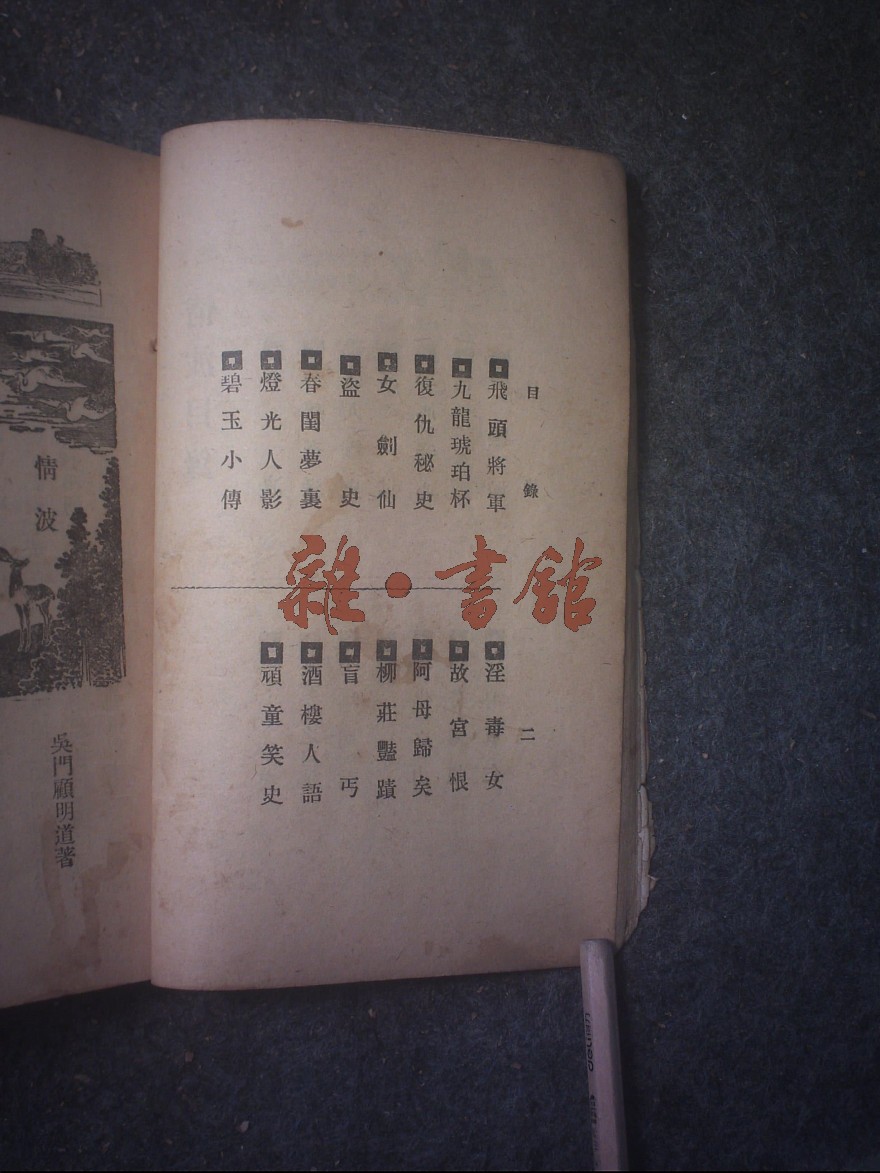 目錄
飛頭將軍
九龍琥珀杯
復仇秘史
女劍仙
盜史
春閨夢裏
燈光人影
碧玉小傳
二
淫毒女
故宮恨
阿母歸矣
柳莊豔蹟
盲丐
酒樓人語
頑童笑史
情波
吳門顧明道著
雜·書館
deli